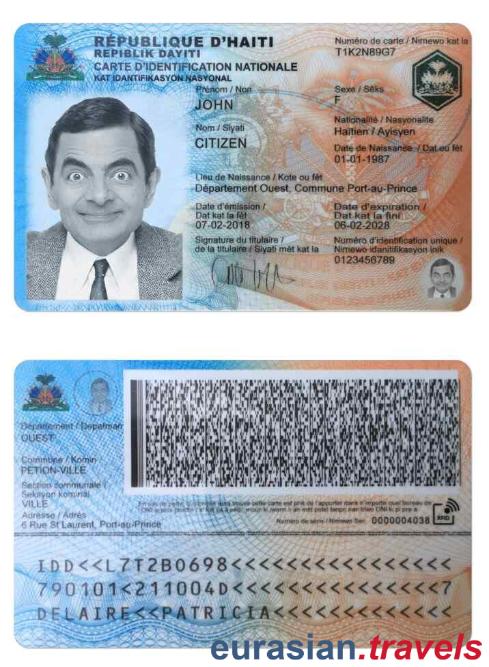 RÉPUBLIQUE D'HAITI
REPIBLIK DAYITI
CARTE D'IDENTIFICATION NATIONALE
KAT IDANTIFIKASYON NASYONAL
Numéro de carte / Nimewo kat la
T1K2N89G7
Prénom / Non
JOHN
Sexe / Sèks
F
Nom / Siyati
CITIZEN
Nationalité / Nasyonalite
Haïtien / Ayisyen
Date de Naissance / Dat ou fèt
01-01-1987
Lieu de Naissance / Kote ou fèt
Département Ouest, Commune Port-au-Prince
Date d'émission /
Dat kat la fèt
07-02-2018
Date d'expiration /
Dat kat la fini
06-02-2028
Signature du titulaire /
de la titulaire / Siyati mèt kat la
Numéro d'identification unique /
Nimewo idantifikasyon inik
0123456789
Département / Depatman
OUEST
Commune / Komin
PETION-VILLE
Section communale /
Seksyon kominal
VILLE
Adresse / Adrès
6 Rue St Laurent, Port-au-Prince
Numéro de série / Nimewo Seri 0000004038
RFID
IDD<<L7T2B0698<<<<<<<<<<<<<<<<
790101<211004D<<<<<<<<<<<<<<<7
DELAIRE<<PATRICIA<<<<<<<<<<<<<
eurasian.travels